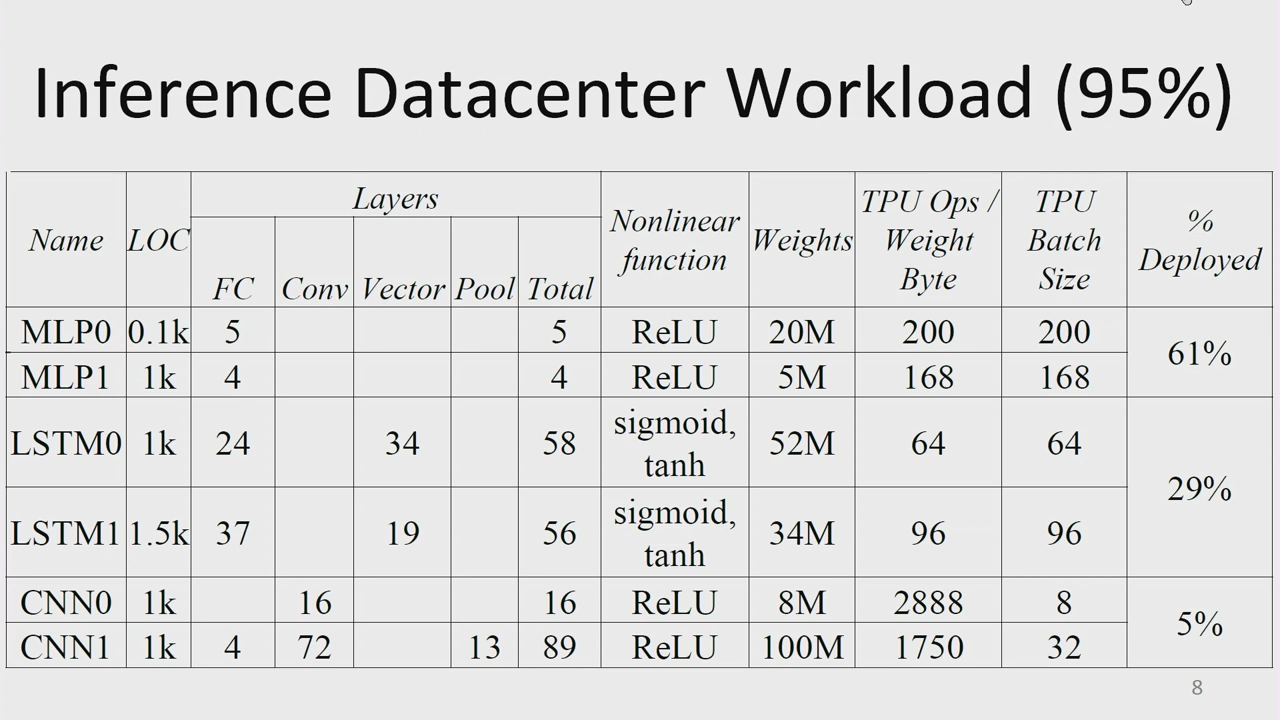 Inference Datacenter Workload (95%)
Name LOC Layers Nonlinear function Weights TPU Ops / Weight Byte TPU Batch Size % Deployed
FC Conv Vector Pool Total
MLP0 0.1k 5 5 ReLU 20M 200 200 61%
MLP1 1k 4 4 ReLU 5M 168 168
LSTM0 1k 24 34 58 sigmoid, tanh 52M 64 64 29%
LSTM1 1.5k 37 19 56 sigmoid, tanh 34M 96 96
CNN0 1k 16 16 ReLU 8M 2888 8 5%
CNN1 1k 4 72 13 89 ReLU 100M 1750 32
8